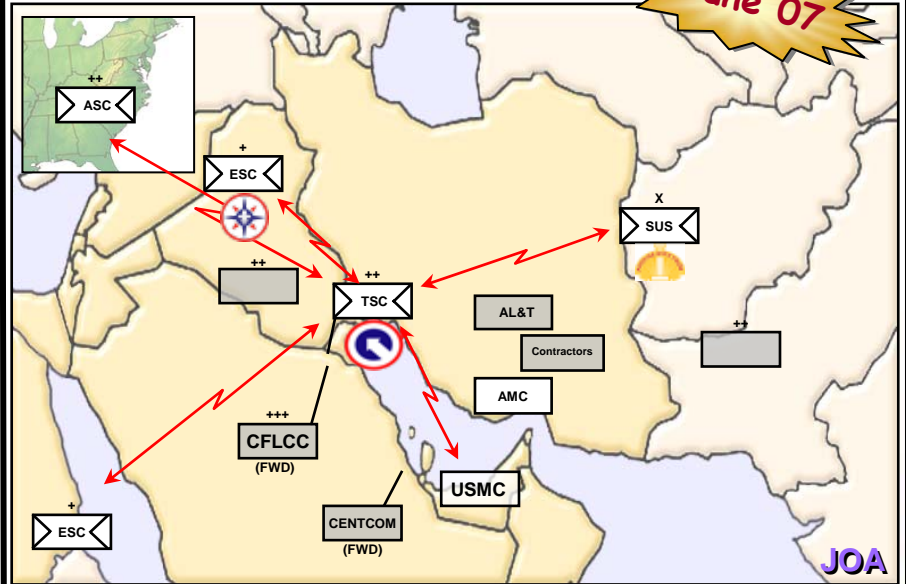 une 07
++
ASC
+
ESC
X
SUS
++
++
TSC
AL&T
++
Contractors
AMC
+++
CFLCC
(FWD)
USMC
+
ESC
CENTCOM
(FWD)
JOA